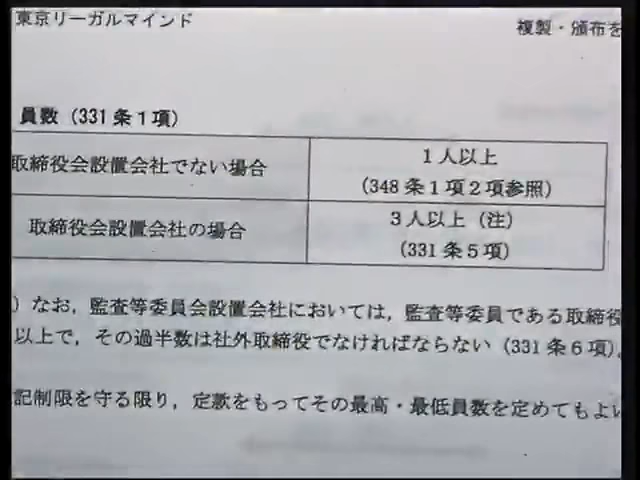 東京リーガルマインド
複製・頒布を
員数（331条1項）
取締役会設置会社でない場合
1人以上
（348条1項2項参照）
取締役会設置会社の場合
3人以上（注）
（331条5項）
）なお，監査等委員会設置会社においては，監査等委員である取締役
以上で，その過半数は社外取締役でなければならない（331条6項）。
記制限を守る限り，定款をもってその最高・最低員数を定めてもよい